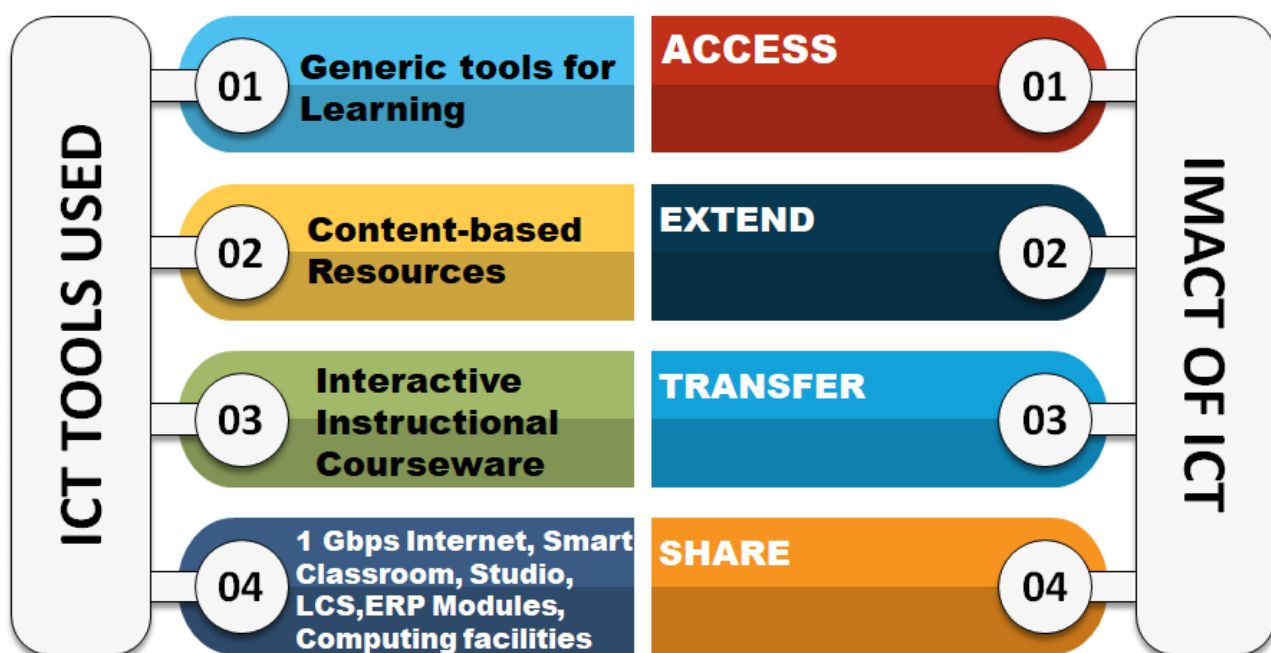 ICT TOOLS USED
01
Generic tools for
Learning
02
Content-based
Resources
03
Interactive
Instructional
Courseware
04
1 Gbps Internet, Smart
Classroom, Studio,
LCS,ERP Modules,
Computing facilities
ACCESS
01
EXTEND
02
TRANSFER
03
SHARE
04
IMACT OF ICT